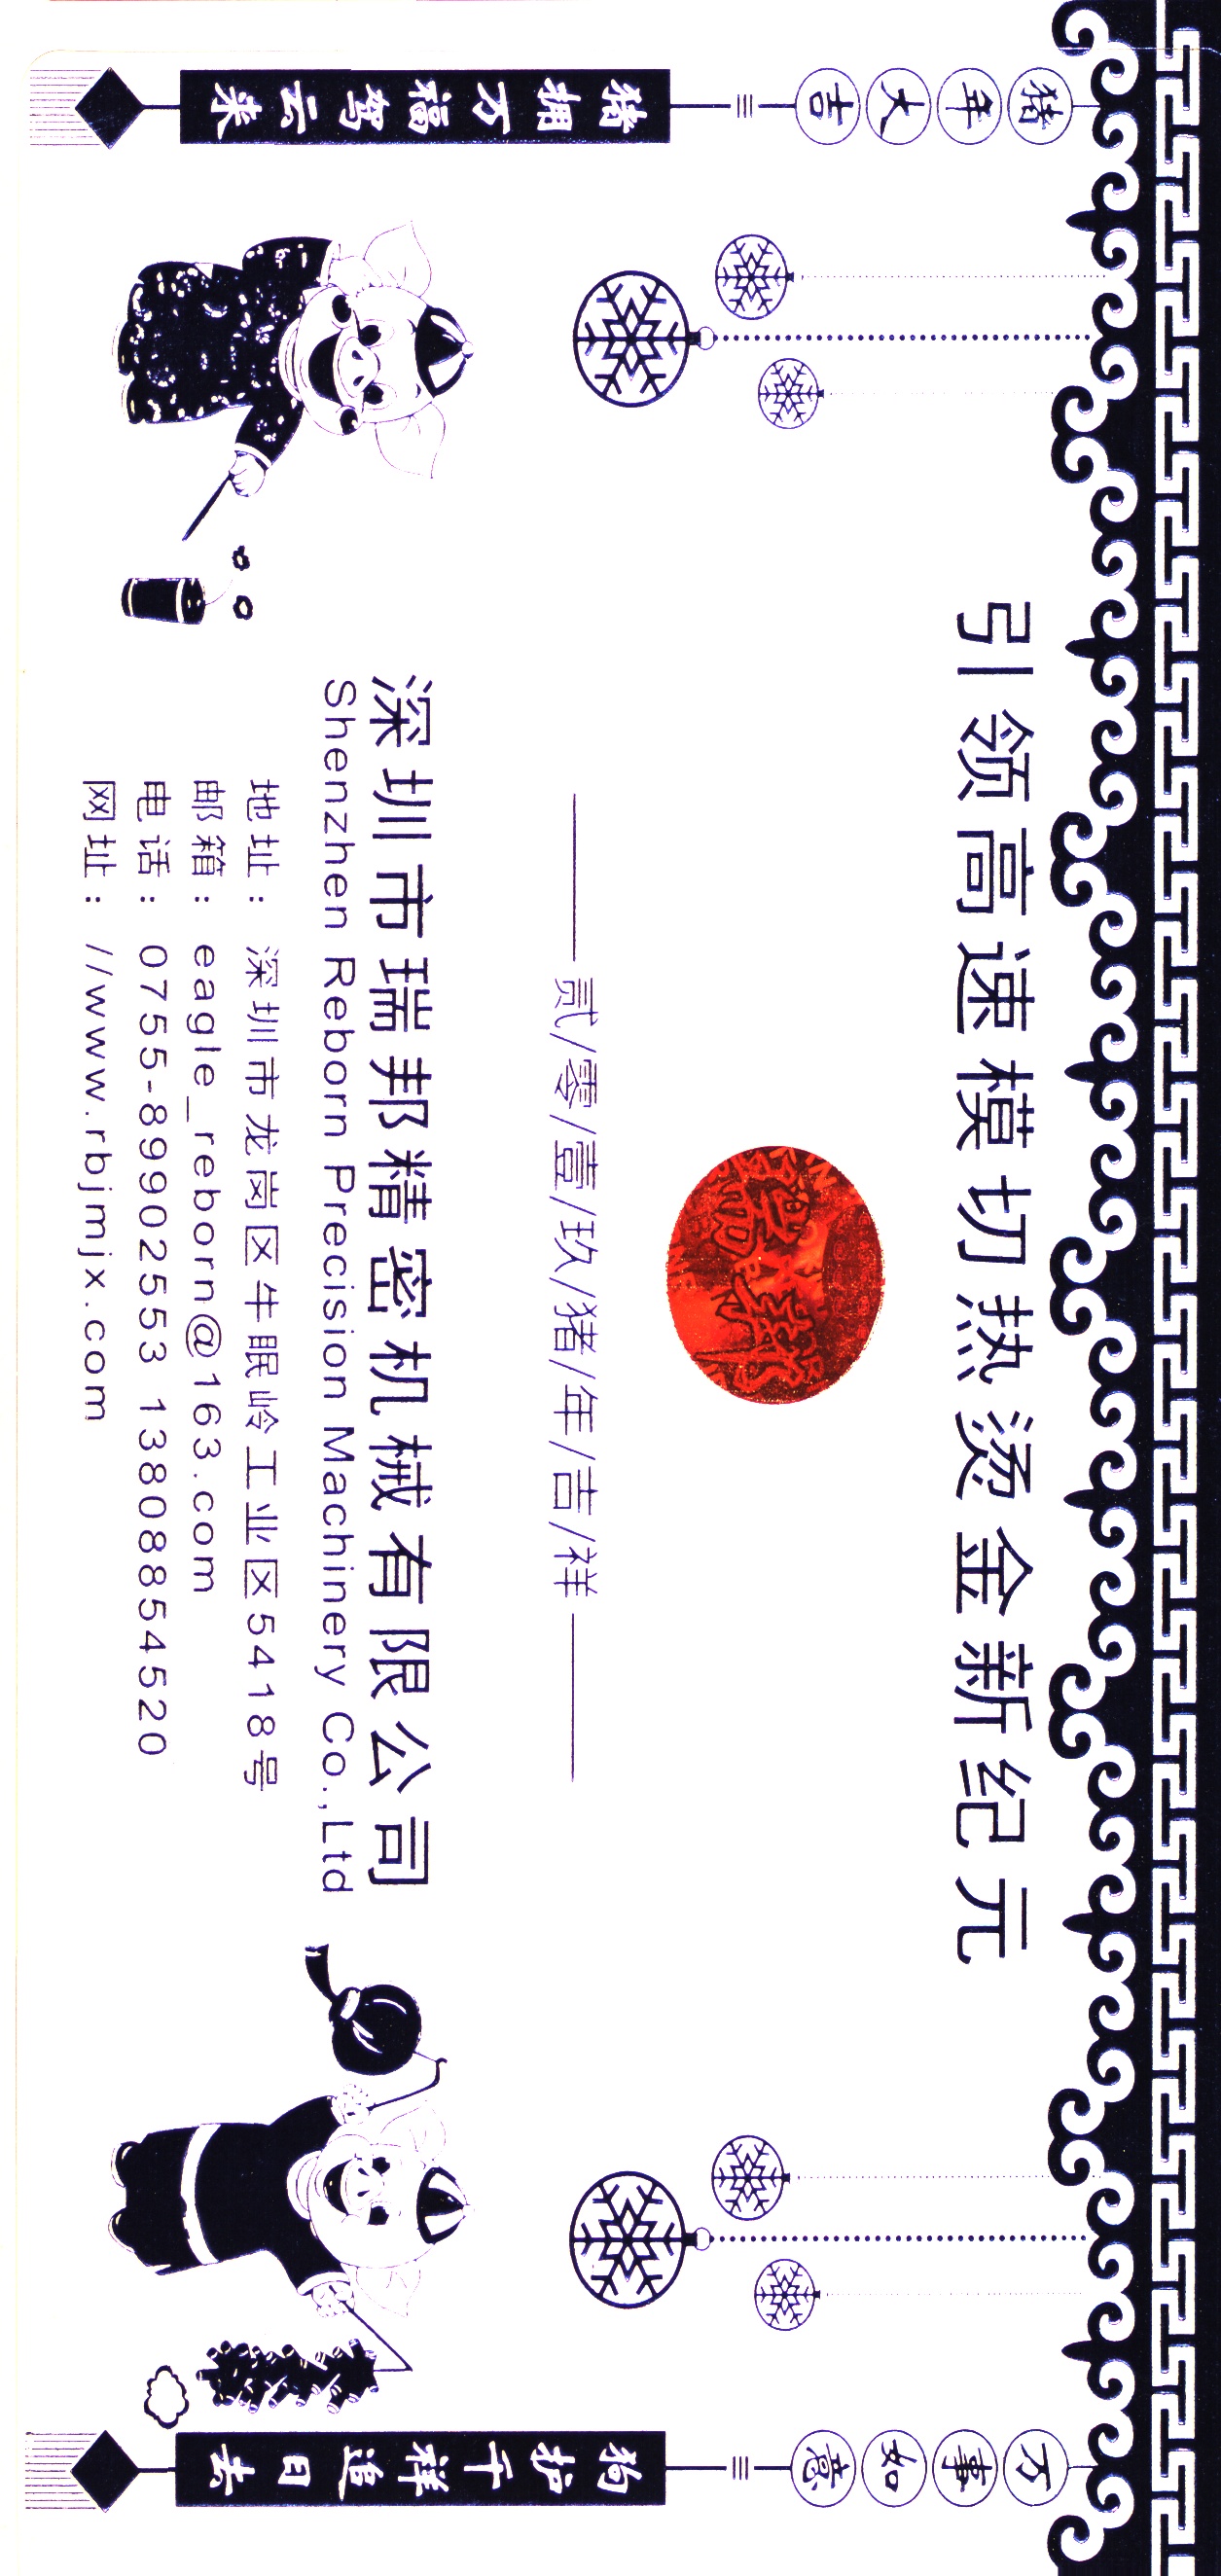 引领高速模切热烫金新纪元
猪年大吉
猪拥万福驾云来
万事如意
狗护千祥追日去
贰/零/壹/玖/猪/年/吉/祥
深圳市瑞邦精密机械有限公司
Shenzhen Reborn Precision Machinery Co.,Ltd
地址: 深圳市龙岗区牛眠岭工业区5418号
邮箱: eagle_reborn@163.com
电话: 0755-89902553 13808854520
网址: //www.rbjmjx.com